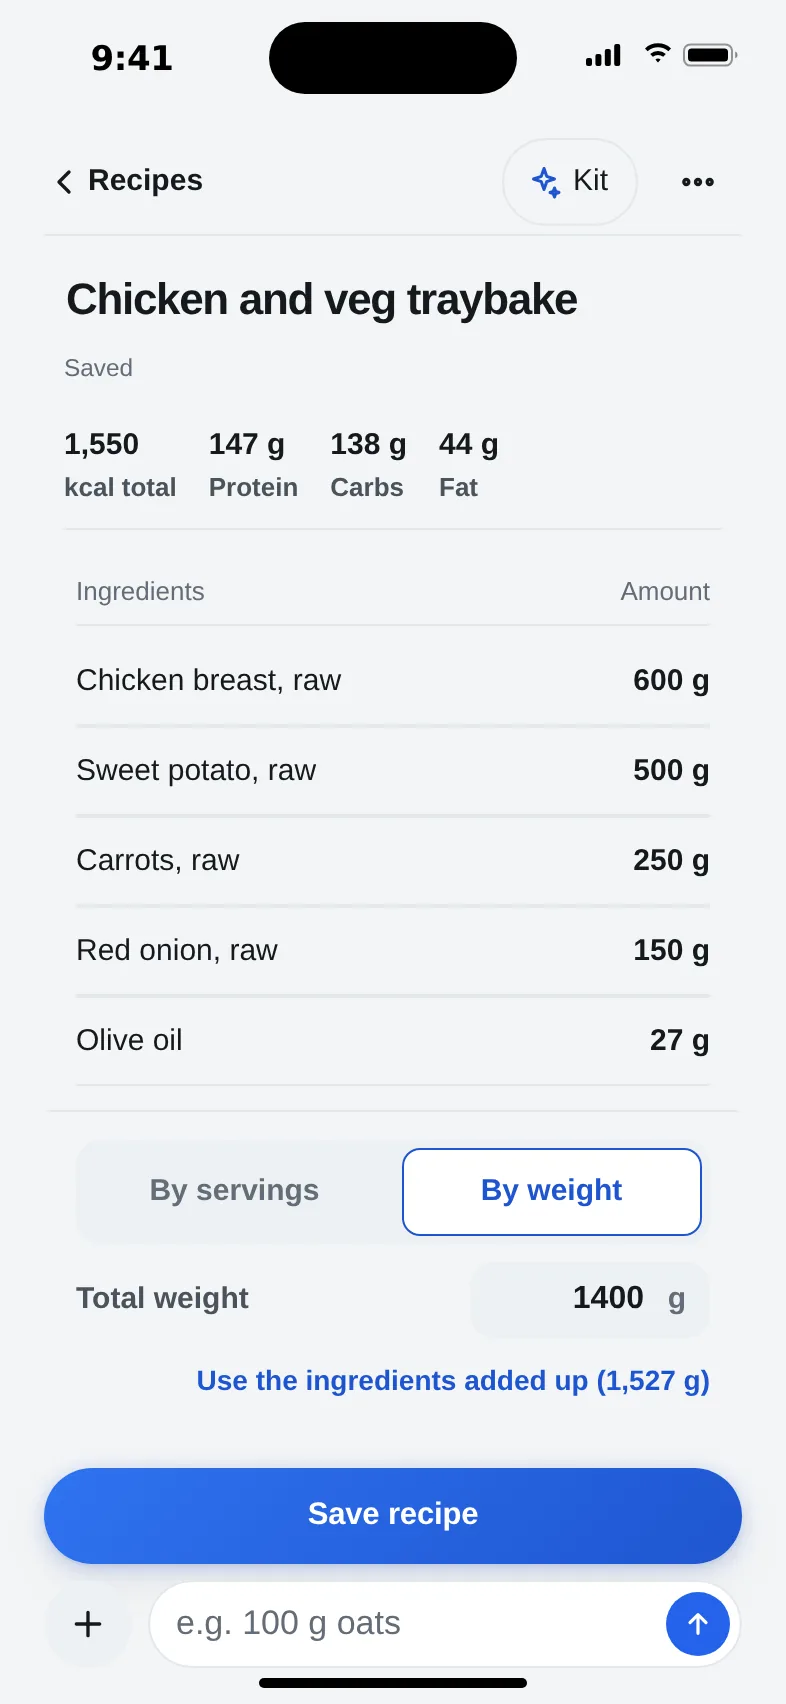 9:41
Recipes
Kit
Chicken and veg traybake
Saved
1,550 147 g 138 g 44 g
kcal total Protein Carbs Fat
Ingredients Amount
Chicken breast, raw 600 g
Sweet potato, raw 500 g
Carrots, raw 250 g
Red onion, raw 150 g
Olive oil 27 g
By servings By weight
Total weight 1400 g
Use the ingredients added up (1,527 g)
Save recipe
e.g. 100 g oats